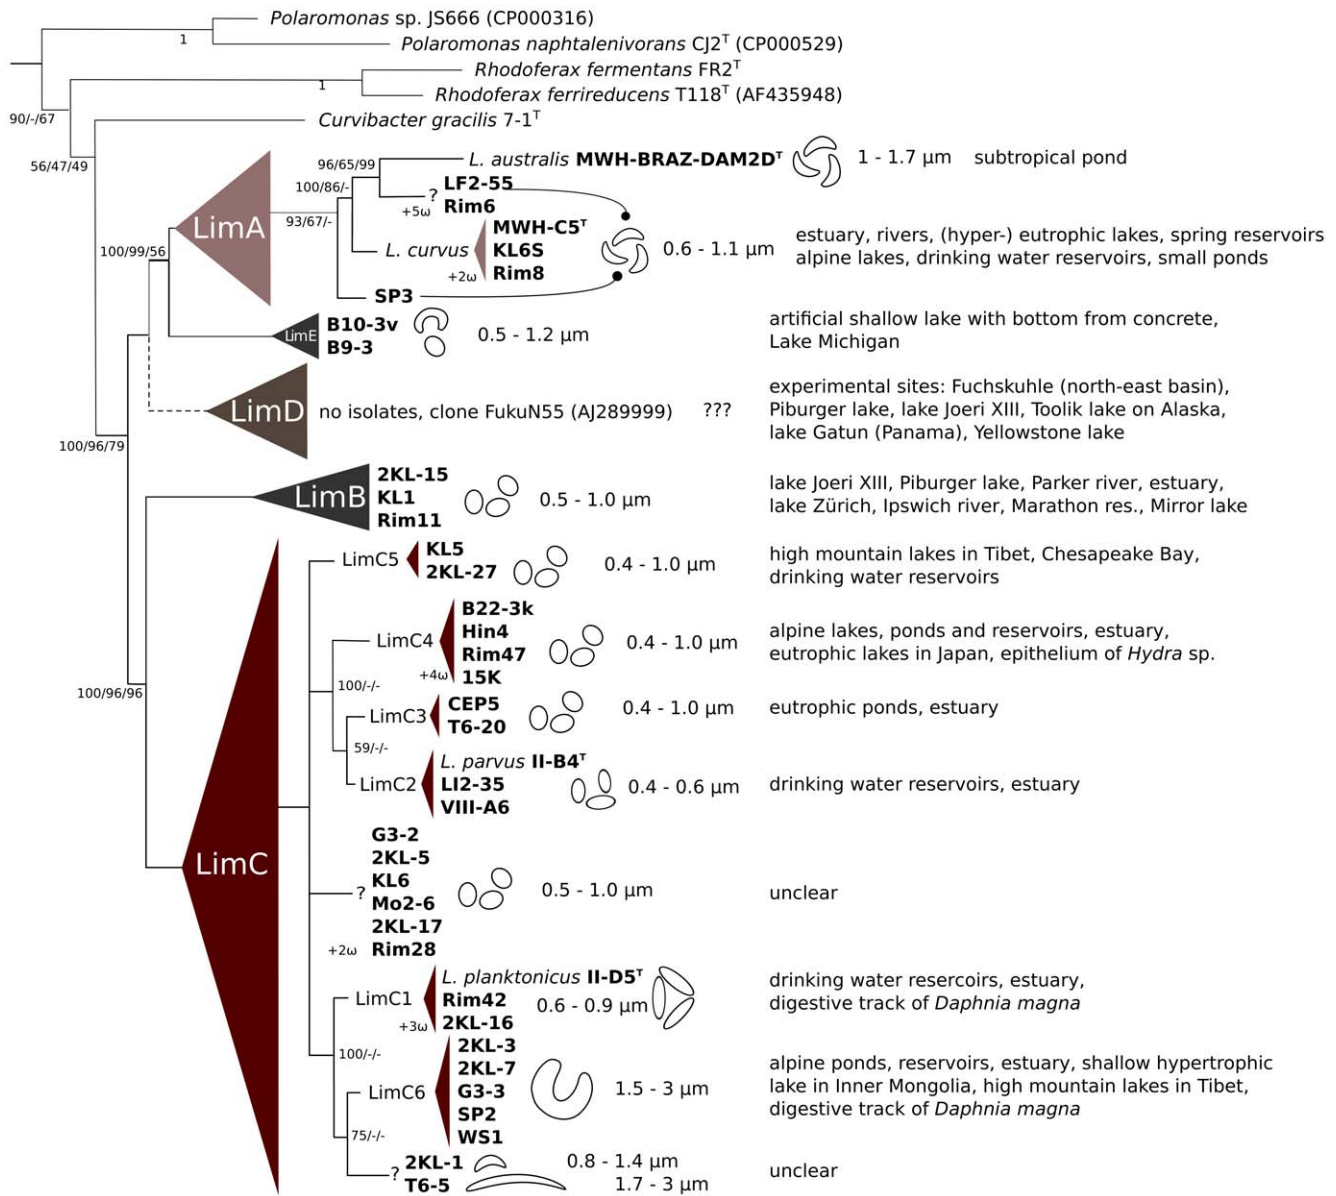 Polaromonas sp. JS666 (CP000316)
1
Polaromonas naphtalenivorans CJ2ᵀ (CP000529)
Rhodoferax fermentans FR2ᵀ
1
Rhodoferax ferrireducens T118ᵀ (AF435948)
90/-/67
Curvibacter gracilis 7-1ᵀ
56/47/49
96/65/99
L. australis MWH-BRAZ-DAM2Dᵀ
1 - 1.7 µm
subtropical pond
LimA
100/86/-
?
LF2-55
Rim6
+5ω
93/67/-
L. curvus
MWH-C5ᵀ
KL6S
Rim8
+2ω
0.6 - 1.1 µm
estuary, rivers, (hyper-) eutrophic lakes, spring reservoirs
alpine lakes, drinking water reservoirs, small ponds
100/99/56
SP3
LimE
B10-3v
B9-3
0.5 - 1.2 µm
artificial shallow lake with bottom from concrete,
Lake Michigan
LimD
no isolates, clone FukuN55 (AJ289999)
???
experimental sites: Fuchskuhle (north-east basin),
Piburger lake, lake Joeri XIII, Toolik lake on Alaska,
lake Gatun (Panama), Yellowstone lake
100/96/79
LimB
2KL-15
KL1
Rim11
0.5 - 1.0 µm
lake Joeri XIII, Piburger lake, Parker river, estuary,
lake Zürich, Ipswich river, Marathon res., Mirror lake
LimC5
KL5
2KL-27
0.4 - 1.0 µm
high mountain lakes in Tibet, Chesapeake Bay,
drinking water reservoirs
LimC4
B22-3k
Hin4
Rim47
15K
+4ω
0.4 - 1.0 µm
alpine lakes, ponds and reservoirs, estuary,
eutrophic lakes in Japan, epithelium of Hydra sp.
100/96/96
100/-/-
LimC3
CEP5
T6-20
0.4 - 1.0 µm
eutrophic ponds, estuary
59/-/-
LimC2
L. parvus II-B4ᵀ
LI2-35
VIII-A6
0.4 - 0.6 µm
drinking water reservoirs, estuary
LimC
?
G3-2
2KL-5
KL6
Mo2-6
2KL-17
Rim28
+2ω
0.5 - 1.0 µm
unclear
LimC1
L. planktonicus II-D5ᵀ
Rim42
2KL-16
+3ω
0.6 - 0.9 µm
drinking water resercoirs, estuary,
digestive track of Daphnia magna
100/-/-
LimC6
2KL-3
2KL-7
G3-3
SP2
WS1
1.5 - 3 µm
alpine ponds, reservoirs, estuary, shallow hypertrophic
lake in Inner Mongolia, high mountain lakes in Tibet,
digestive track of Daphnia magna
75/-/-
?
2KL-1
T6-5
0.8 - 1.4 µm
1.7 - 3 µm
unclear